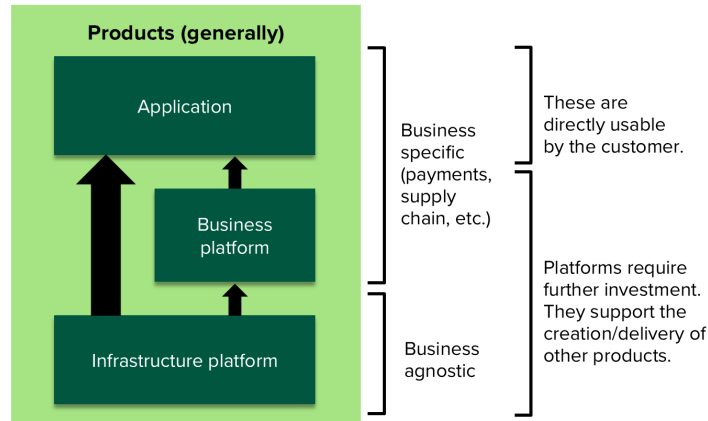 Products (generally)
Application
Business
platform
Infrastructure platform
Business
specific
(payments,
supply
chain, etc.)
Business
agnostic
These are
directly usable
by the customer.
Platforms require
further investment.
They support the
creation/delivery of
other products.